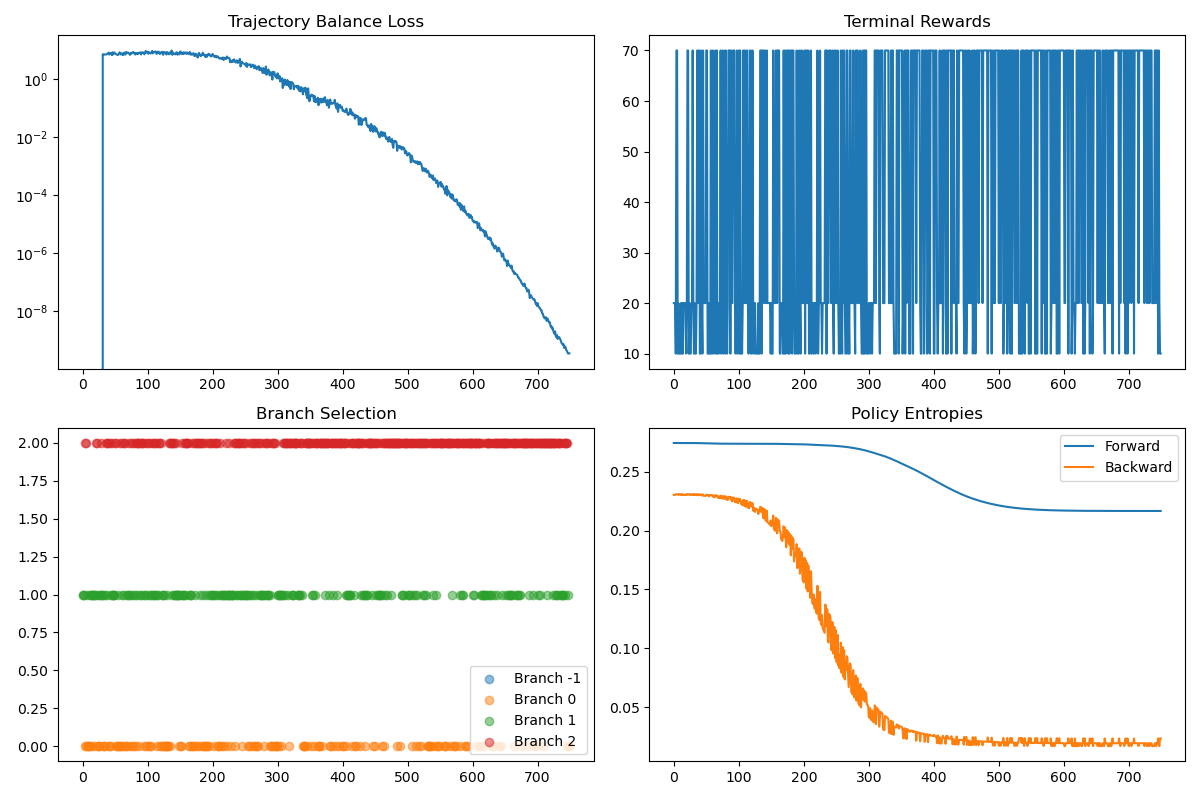 Trajectory Balance Loss
10⁰
10⁻²
10⁻⁴
10⁻⁶
10⁻⁸
0 100 200 300 400 500 600 700
Terminal Rewards
70
60
50
40
30
20
10
0 100 200 300 400 500 600 700
Branch Selection
2.00
1.75
1.50
1.25
1.00
0.75
0.50
0.25
0.00
Branch -1
Branch 0
Branch 1
Branch 2
0 100 200 300 400 500 600 700
Policy Entropies
Forward
Backward
0.25
0.20
0.15
0.10
0.05
0 100 200 300 400 500 600 700